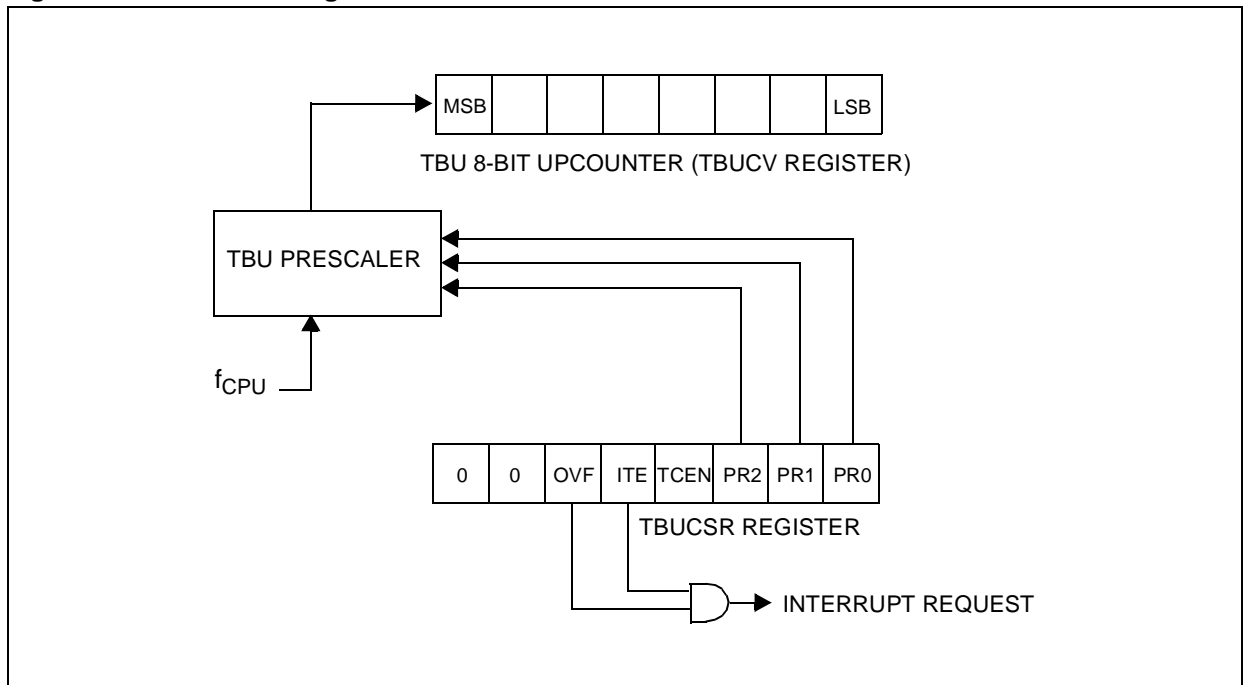 MSB LSB
TBU 8-BIT UPCOUNTER (TBUCV REGISTER)
TBU PRESCALER
fCPU
0 0 OVF ITE TCEN PR2 PR1 PR0
TBUCSR REGISTER
INTERRUPT REQUEST